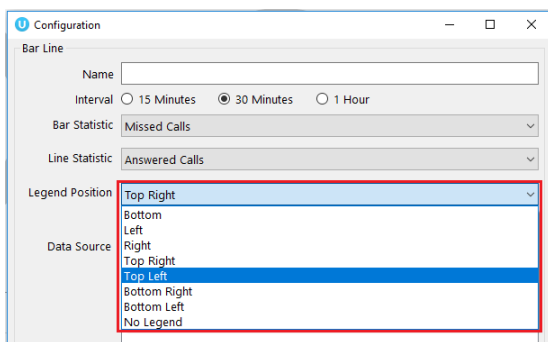 U Configuration
Bar Line
Name
Interval 15 Minutes 30 Minutes 1 Hour
Bar Statistic Missed Calls
Line Statistic Answered Calls
Legend Position Top Right
Bottom
Left
Data Source Right
Top Right
Top Left
Bottom Right
Bottom Left
No Legend